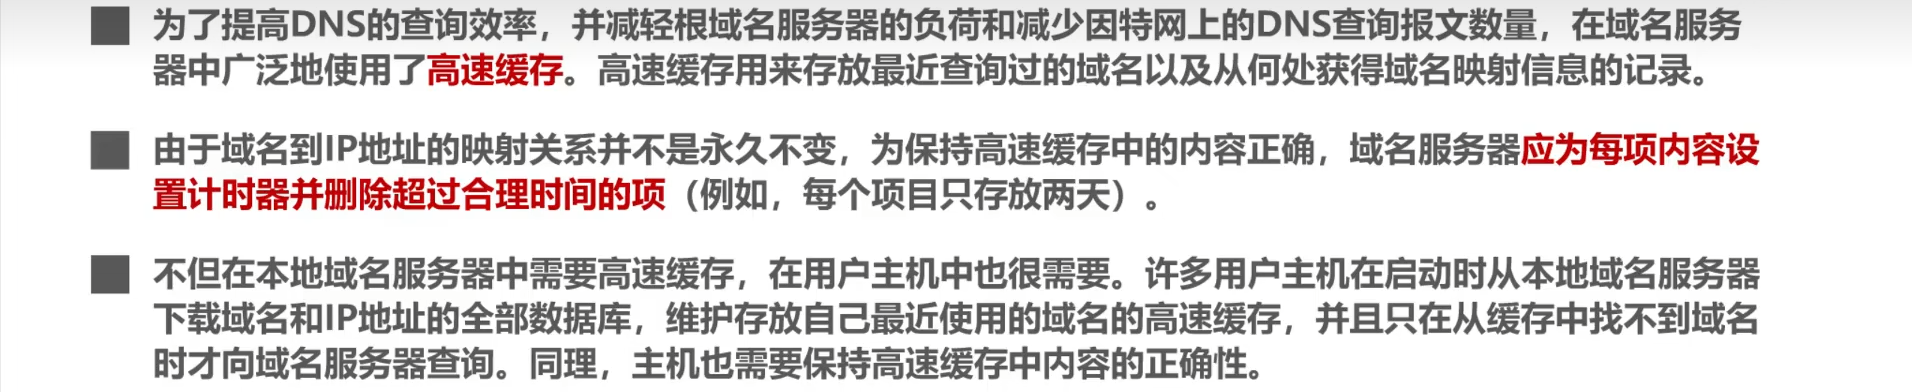 为了提高DNS的查询效率，并减轻根域名服务器的负荷和减少因特网上的DNS查询报文数量，在域名服务
器中广泛地使用了高速缓存。高速缓存用来存放最近查询过的域名以及从何处获得域名映射信息的记录。
由于域名到IP地址的映射关系并不是永久不变，为保持高速缓存中的内容正确，域名服务器应为每项内容设
置计时器并删除超过合理时间的项（例如，每个项目只存放两天）。
不但在本地域名服务器中需要高速缓存，在用户主机中也很需要。许多用户主机在启动时从本地域名服务器
下载域名和IP地址的全部数据库，维护存放自己最近使用的域名的高速缓存，并且只在从缓存中找不到域名
时才向域名服务器查询。同理，主机也需要保持高速缓存中内容的正确性。